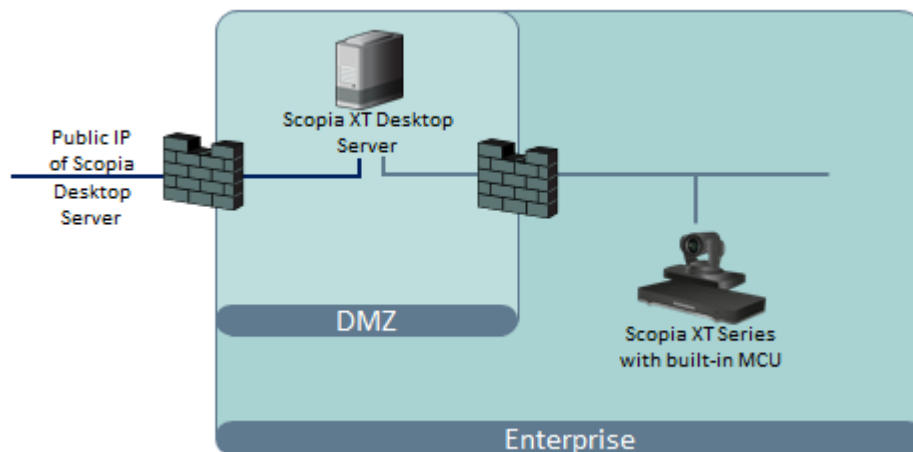 Scopia XT Desktop
Server
Public IP
of Scopia
Desktop
Server
DMZ
Scopia XT Series
with built-in MCU
Enterprise